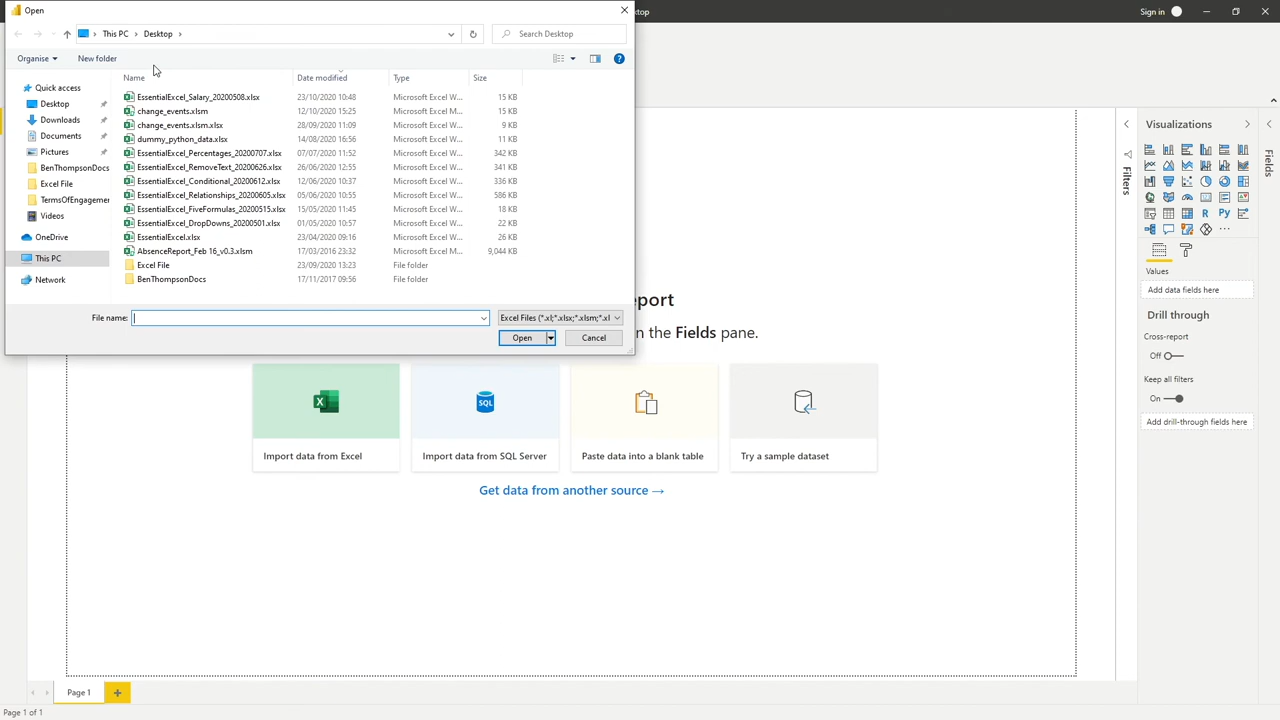 Open
ktop
Sign in
This PC
Desktop
Search Desktop
Organise
New folder
Name
Date modified
Type
Size
Quick access
Desktop
Downloads
Documents
Pictures
BenThompsonDocs
Excel File
TermsOfEngagemer
Videos
OneDrive
This PC
Network
EssentialExcel_Salary_20200508.xlsx 23/10/2020 10:48 Microsoft Excel W... 15 KB
change_events.xlsm 12/10/2020 15:25 Microsoft Excel M... 15 KB
change_events.xlsm.xlsx 28/09/2020 11:09 Microsoft Excel W... 9 KB
dummy_python_data.xlsx 14/08/2020 16:56 Microsoft Excel W... 11 KB
EssentialExcel_Percentages_20200707.xlsx 07/07/2020 11:52 Microsoft Excel W... 342 KB
EssentialExcel_RemoveText_20200626.xlsx 26/06/2020 12:55 Microsoft Excel W... 341 KB
EssentialExcel_Conditional_20200612.xlsx 12/06/2020 10:37 Microsoft Excel W... 336 KB
EssentialExcel_Relationships_20200605.xlsx 05/06/2020 10:55 Microsoft Excel W... 586 KB
EssentialExcel_FiveFormulas_20200515.xlsx 15/05/2020 11:45 Microsoft Excel W... 18 KB
EssentialExcel_DropDowns_20200501.xlsx 01/05/2020 10:57 Microsoft Excel W... 22 KB
EssentialExcel.xlsx 23/04/2020 09:16 Microsoft Excel W... 26 KB
AbsenceReport_Feb 16_v0.3.xlsm 17/03/2016 23:32 Microsoft Excel M... 9,044 KB
Excel File 23/09/2020 13:23 File folder
BenThompsonDocs 17/11/2017 09:56 File folder
File name:
Excel Files (*.xl;*.xlsx;*.xlsm;*.xl
Open
Cancel
eport
n the Fields pane.
Import data from Excel
SQL
Import data from SQL Server
Paste data into a blank table
Try a sample dataset
Get data from another source →
Filters
Visualizations
R
Py
Values
Add data fields here
Drill through
Cross-report
Off
Keep all filters
On
Add drill-through fields here
Fields
Page 1
Page 1 of 1